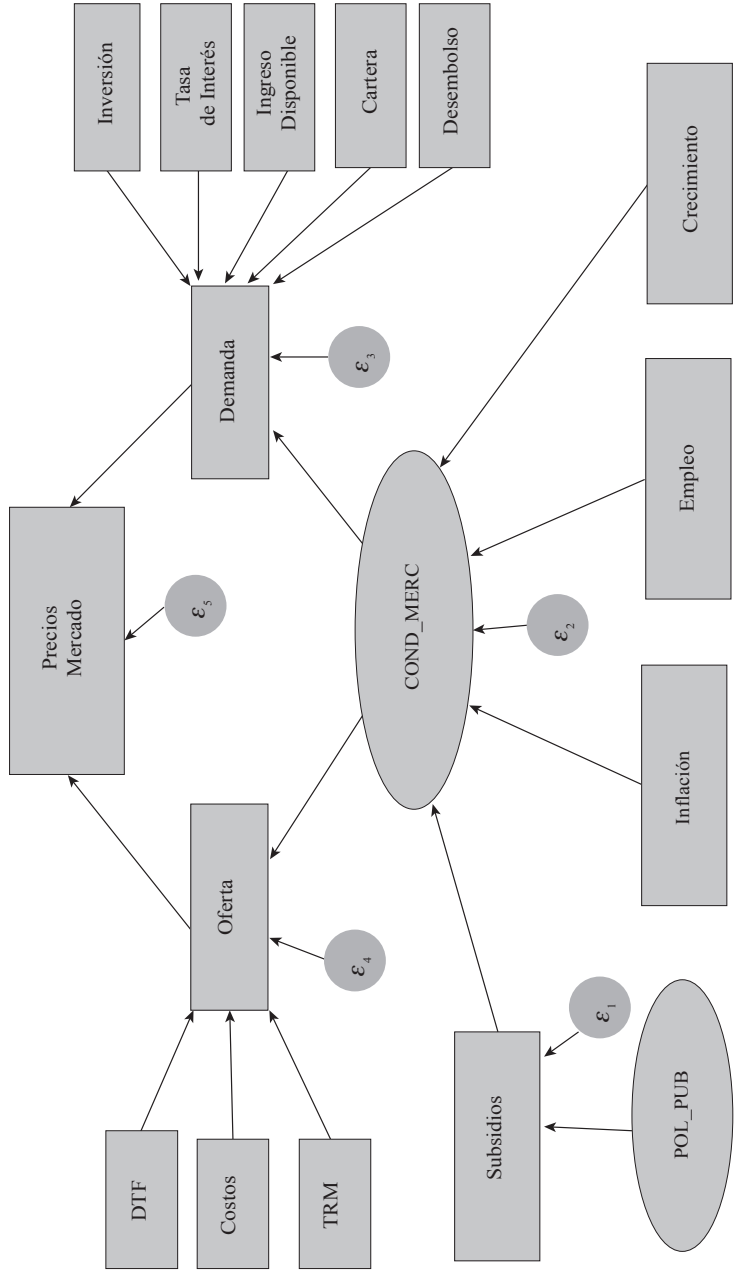 Precios
Mercado
ε5
DTF
Costos
TRM
Oferta
ε4
Demanda
ε3
Inversión
Tasa
de Interés
Ingreso
Disponible
Cartera
Desembolso
COND_MERC
ε2
Subsidios
ε1
POL_PUB
Inflación
Empleo
Crecimiento